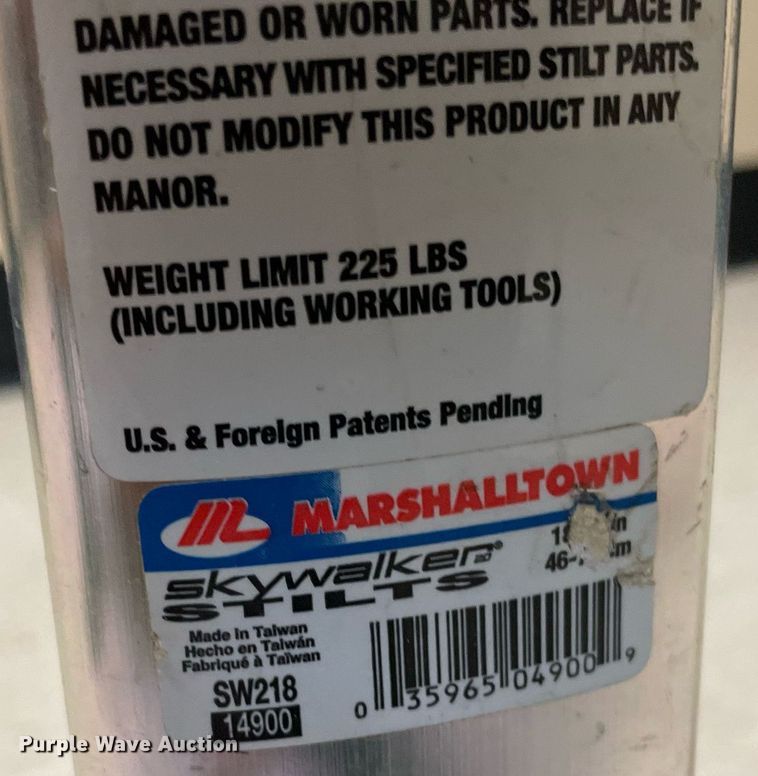 DAMAGED OR WORN PARTS. REPLACE IF
NECESSARY WITH SPECIFIED STILT PARTS.
DO NOT MODIFY THIS PRODUCT IN ANY
MANOR.
WEIGHT LIMIT 225 LBS
(INCLUDING WORKING TOOLS)
U.S. & Foreign Patents Pending
MARSHALLTOWN
skywalker
STILTS
Made in Taiwan
Hecho en Taiwán
Fabriqué à Taïwan
SW218
14900
0 35965 04900 9
Purple Wave Auction